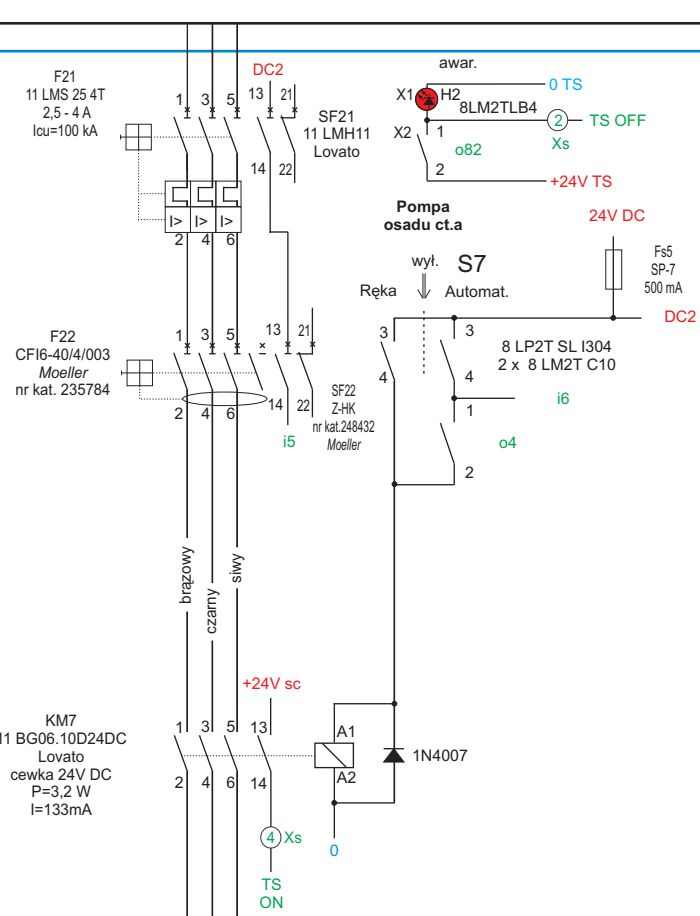 F21
11 LMS 25 4T
2,5 - 4 A
Icu=100 kA
1
3
5
DC2
13
21
SF21
11 LMH11
Lovato
14
22
I>
I>
I>
2
4
6
awar.
X1
H2
0 TS
8LM2TLB4
2
TS OFF
Xs
X2
1
o82
2
+24V TS
Pompa
osadu ct.a
24V DC
wył.
S7
Ręka
Automat.
Fs5
SP-7
500 mA
DC2
F22
CFI6-40/4/003
Moeller
nr kat. 235784
1
3
5
13
21
2
4
6
14
22
i5
SF22
Z-HK
nr kat.248432
Moeller
3
4
3
4
8 LP2T SL I304
2 x 8 LM2T C10
i6
1
o4
2
brązowy
czarny
siwy
+24V sc
KM7
11 BG06.10D24DC
Lovato
cewka 24V DC
P=3,2 W
I=133mA
1
3
5
13
2
4
6
14
A1
A2
1N4007
4
Xs
0
TS
ON